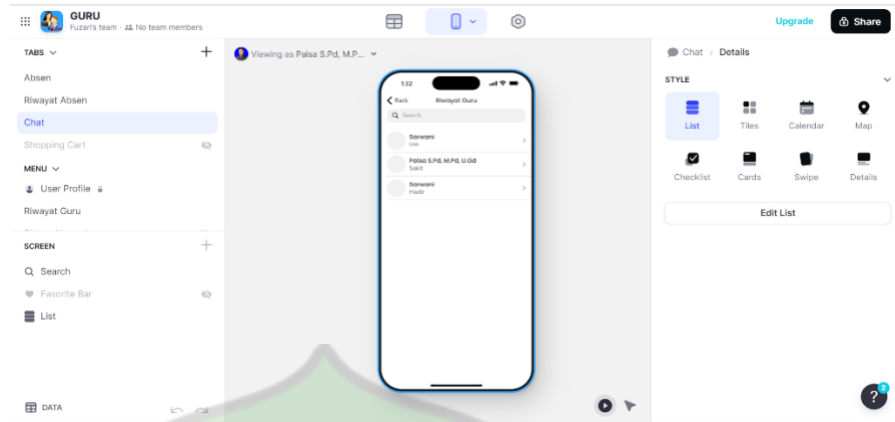 GURU
Fuzari's team - No team members
Upgrade
Share
TABS
Absen
Riwayat Absen
Chat
Shopping Cart
MENU
User Profile
Riwayat Guru
SCREEN
Search
Favorite Bar
List
DATA
Viewing as Paisa S.Pd, M.P...
1:32
Back
Riwayat Guru
Search
Sarwani
Izin
Paisa S.Pd, M.Pd, U.Gd
Sakit
Sarwani
Hadir
Chat > Details
STYLE
List Tiles Calendar Map
Checklist Cards Swipe Details
Edit List
? 2